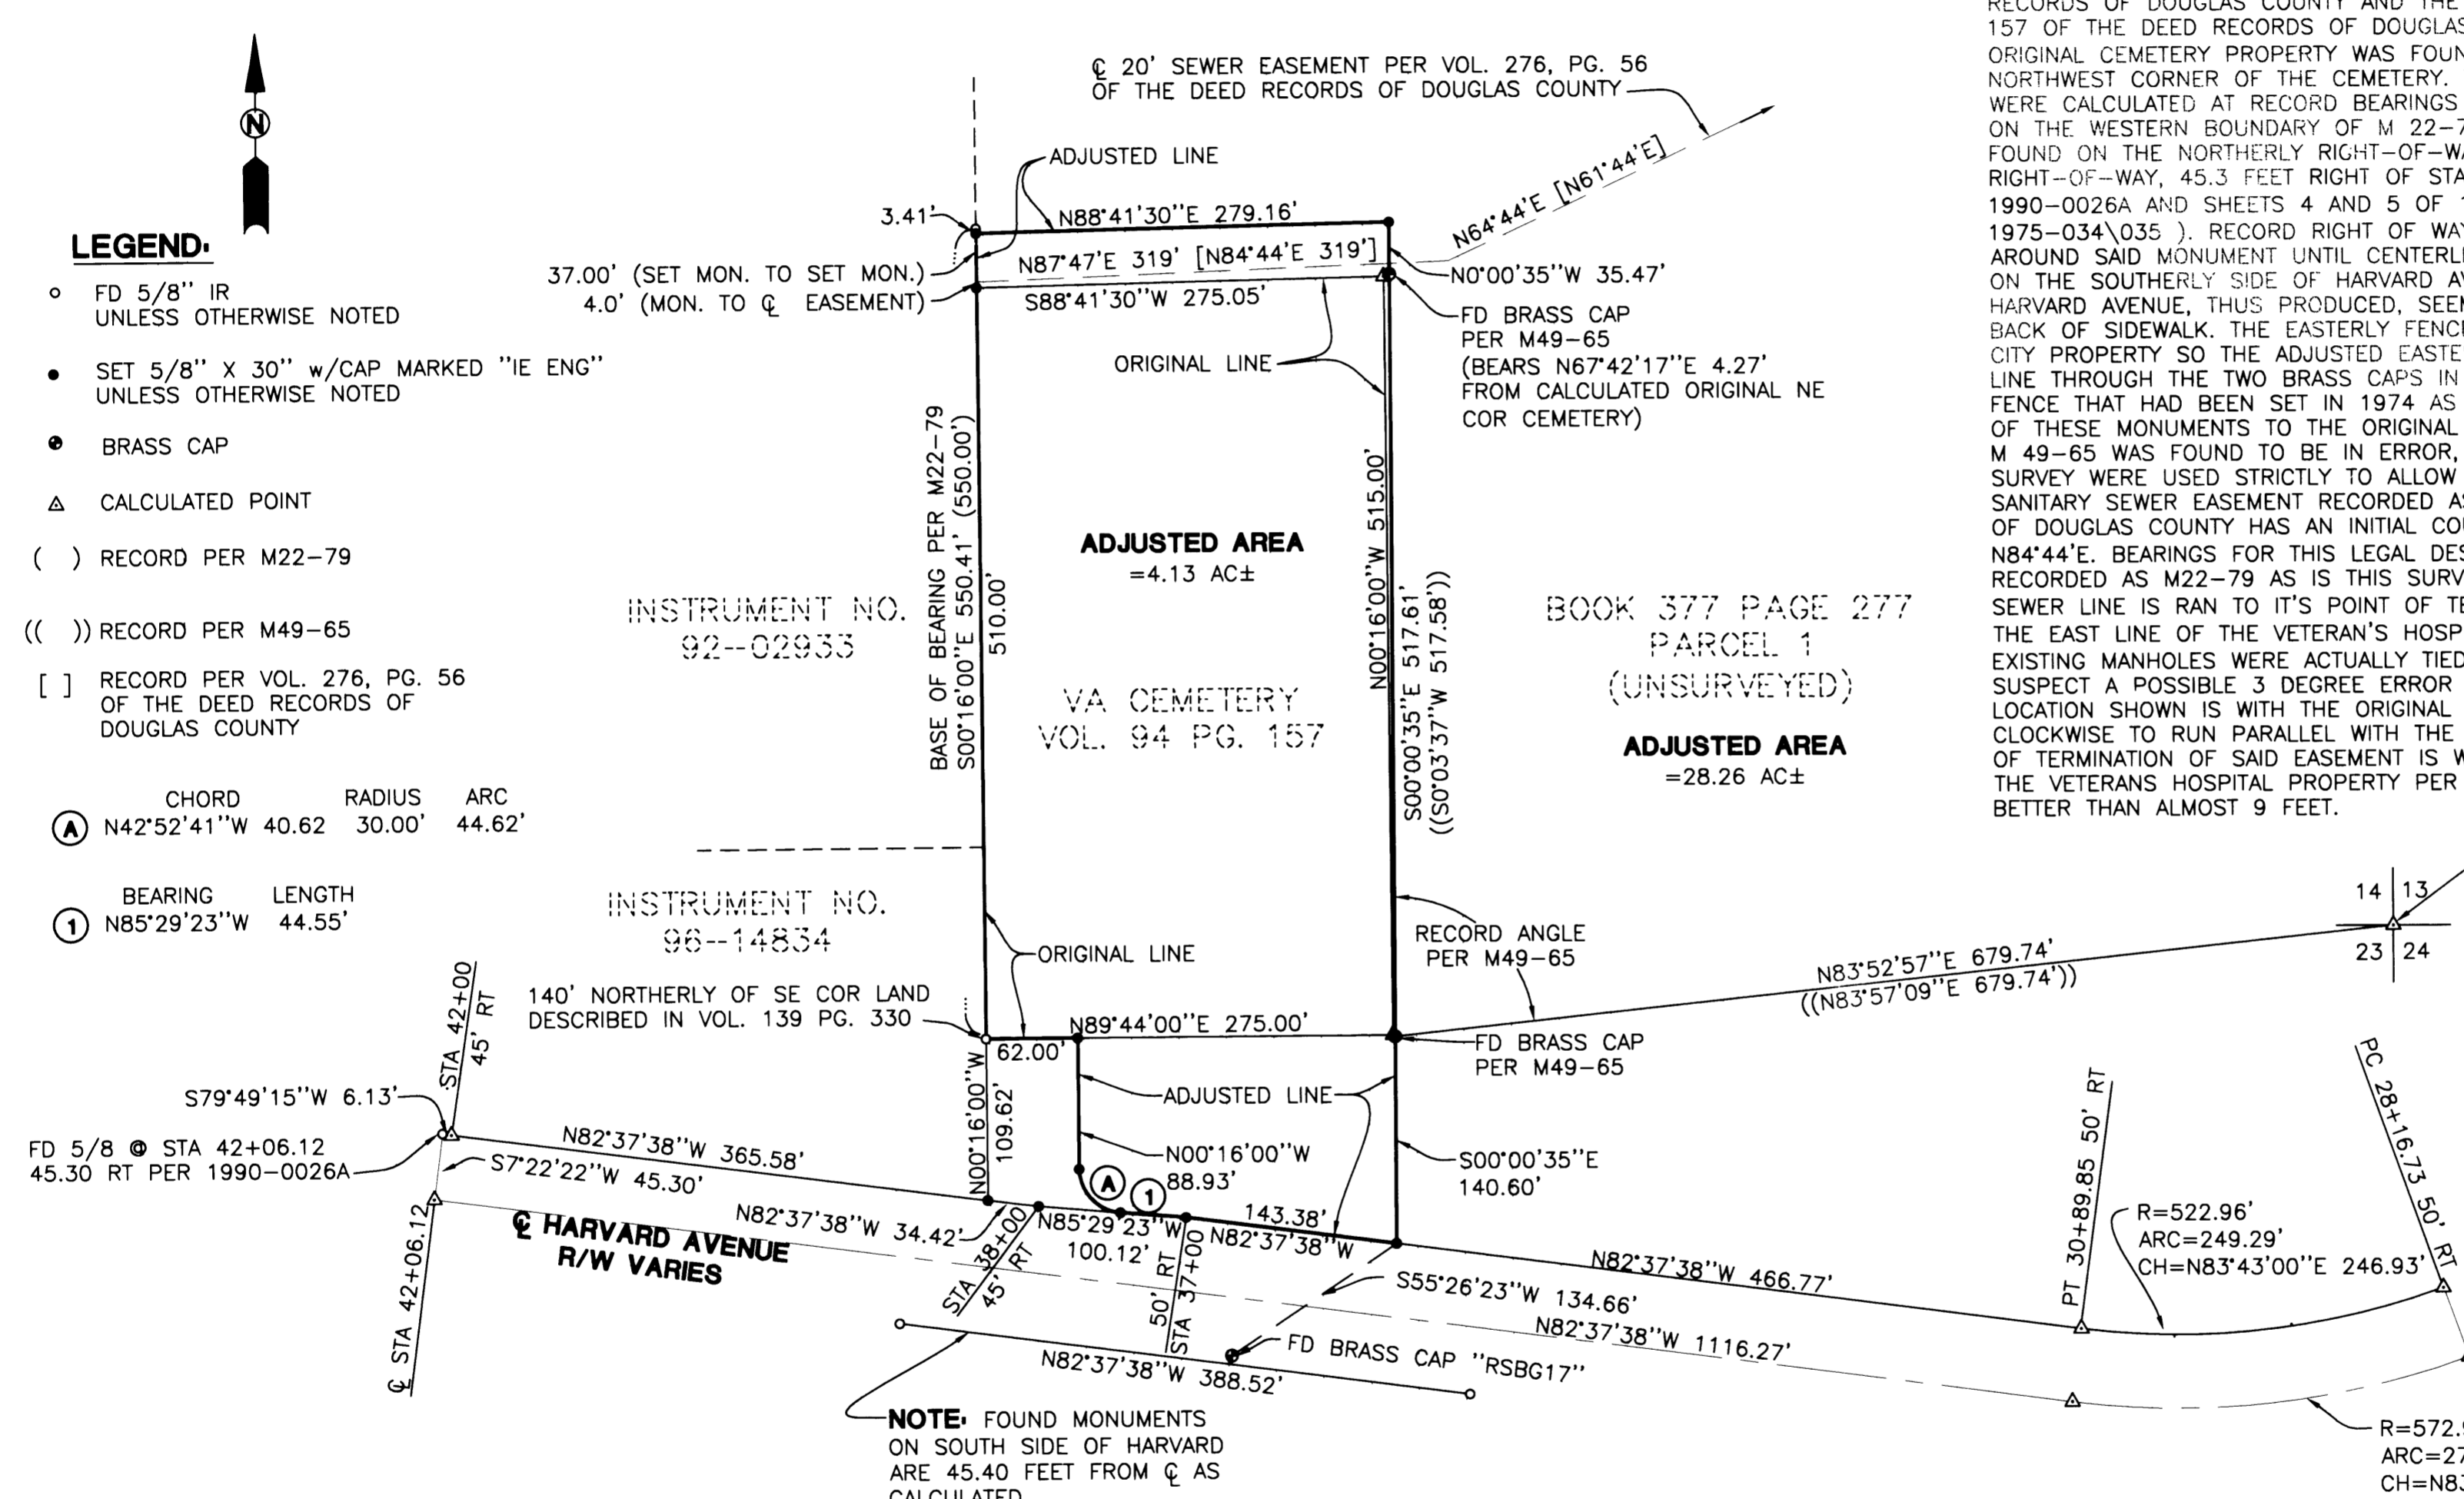 RECORDS OF DOUGLAS COUNTY AND THE
157 OF THE DEED RECORDS OF DOUGLAS
ORIGINAL CEMETERY PROPERTY WAS FOUN
NORTHWEST CORNER OF THE CEMETERY.
WERE CALCULATED AT RECORD BEARINGS
ON THE WESTERN BOUNDARY OF M 22-7
FOUND ON THE NORTHERLY RIGHT-OF-WA
RIGHT-OF-WAY, 45.3 FEET RIGHT OF STA
1990-0026A AND SHEETS 4 AND 5 OF 1
1975-034\035 ). RECORD RIGHT OF WAY
AROUND SAID MONUMENT UNTIL CENTERLI
ON THE SOUTHERLY SIDE OF HARVARD AV
HARVARD AVENUE, THUS PRODUCED, SEEM
BACK OF SIDEWALK. THE EASTERLY FENC
CITY PROPERTY SO THE ADJUSTED EASTE
LINE THROUGH THE TWO BRASS CAPS IN
FENCE THAT HAD BEEN SET IN 1974 AS
OF THESE MONUMENTS TO THE ORIGINAL
M 49-65 WAS FOUND TO BE IN ERROR,
SURVEY WERE USED STRICTLY TO ALLOW
SANITARY SEWER EASEMENT RECORDED AS
OF DOUGLAS COUNTY HAS AN INITIAL COU
N84°44'E. BEARINGS FOR THIS LEGAL DES
RECORDED AS M22-79 AS IS THIS SURV
SEWER LINE IS RAN TO IT'S POINT OF TE
THE EAST LINE OF THE VETERAN'S HOSP
EXISTING MANHOLES WERE ACTUALLY TIED
SUSPECT A POSSIBLE 3 DEGREE ERROR
LOCATION SHOWN IS WITH THE ORIGINAL
CLOCKWISE TO RUN PARALLEL WITH THE
OF TERMINATION OF SAID EASEMENT IS W
THE VETERANS HOSPITAL PROPERTY PER
BETTER THAN ALMOST 9 FEET.
N
LEGEND:
FD 5/8" IR
UNLESS OTHERWISE NOTED
SET 5/8" X 30" w/CAP MARKED "IE ENG"
UNLESS OTHERWISE NOTED
BRASS CAP
CALCULATED POINT
( ) RECORD PER M22-79
(( )) RECORD PER M49-65
[ ] RECORD PER VOL. 276, PG. 56
OF THE DEED RECORDS OF
DOUGLAS COUNTY
CHORD RADIUS ARC
A N42°52'41"W 40.62 30.00' 44.62'
BEARING LENGTH
1 N85°29'23"W 44.55'
℄ 20' SEWER EASEMENT PER VOL. 276, PG. 56
OF THE DEED RECORDS OF DOUGLAS COUNTY
ADJUSTED LINE
N64°44'E [N61°44'E]
3.41'
N88°41'30"E 279.16'
N87°47'E 319' [N84°44'E 319']
37.00' (SET MON. TO SET MON.)
4.0' (MON. TO ℄ EASEMENT)
S88°41'30"W 275.05'
N0°00'35"W 35.47'
FD BRASS CAP
PER M49-65
(BEARS N67°42'17"E 4.27'
FROM CALCULATED ORIGINAL NE
COR CEMETERY)
ORIGINAL LINE
BASE OF BEARING PER M22-79
S00°16'00"E 550.41' (550.00')
510.00'
ADJUSTED AREA
=4.13 AC±
N00°16'00"W 515.00'
S00°00'35"E 517.61'
((S0°03'37"W 517.58'))
INSTRUMENT NO.
92-02933
VA CEMETERY
VOL. 94 PG. 157
BOOK 377 PAGE 277
PARCEL 1
(UNSURVEYED)
ADJUSTED AREA
=28.26 AC±
INSTRUMENT NO.
96-14834
ORIGINAL LINE
RECORD ANGLE
PER M49-65
14 13
23 24
N83°52'57"E 679.74'
((N83°57'09"E 679.74'))
140' NORTHERLY OF SE COR LAND
DESCRIBED IN VOL. 139 PG. 330
N89°44'00"E 275.00'
62.00'
FD BRASS CAP
PER M49-65
STA 42+00
45' RT
S79°49'15"W 6.13'
FD 5/8 @ STA 42+06.12
45.30 RT PER 1990-0026A
N82°37'38"W 365.58'
S7°22'22"W 45.30'
N00°16'00"W
109.62'
ADJUSTED LINE
N00°16'00"W
88.93'
A
1
S00°00'35"E
140.60'
℄ STA 42+06.12
℄ HARVARD AVENUE
R/W VARIES
N82°37'38"W 34.42'
N85°29'23"W
100.12'
143.38'
N82°37'38"W
STA 38+00
45' RT
50' RT
STA 37+00
N82°37'38"W 466.77'
S55°26'23"W 134.66'
N82°37'38"W 1116.27'
FD BRASS CAP "RSBG17"
N82°37'38"W 388.52'
PT 30+89.85 50' RT
PC 28+16.73 50' RT
R=522.96'
ARC=249.29'
CH=N83°43'00"E 246.93'
NOTE: FOUND MONUMENTS
ON SOUTH SIDE OF HARVARD
ARE 45.40 FEET FROM ℄ AS
CALCULATED
R=572.9
ARC=27
CH=N83